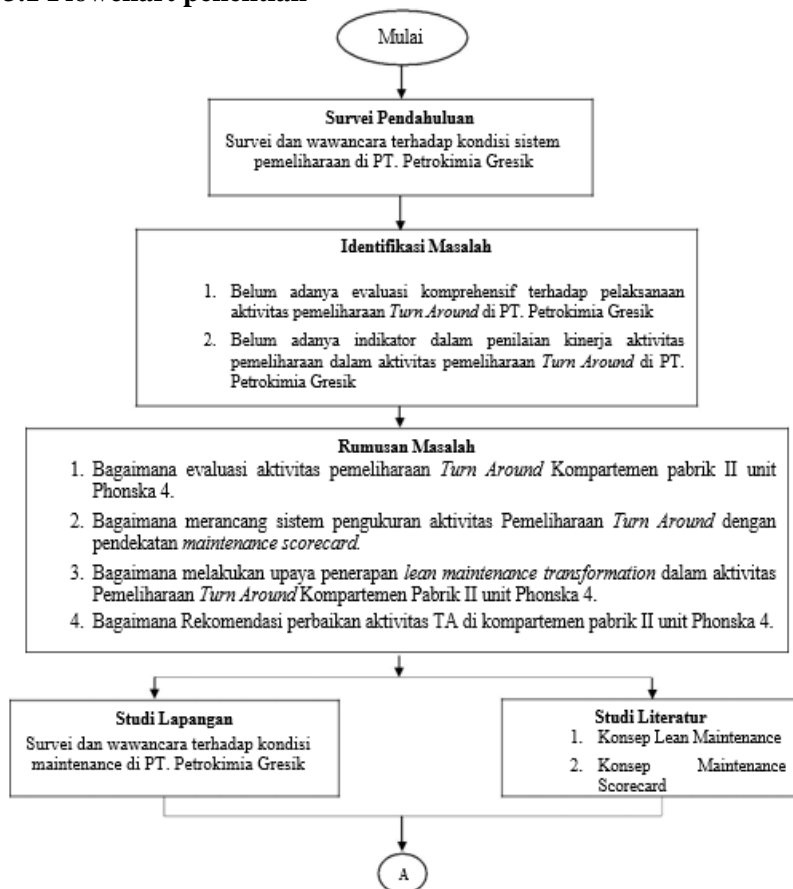 Flowchart penelitian
Mulai
Survei Pendahuluan
Survei dan wawancara terhadap kondisi sistem
pemeliharaan di PT. Petrokimia Gresik
Identifikasi Masalah
1. Belum adanya evaluasi komprehensif terhadap pelaksanaan
aktivitas pemeliharaan Turn Around di PT. Petrokimia Gresik
2. Belum adanya indikator dalam penilaian kinerja aktivitas
pemeliharaan dalam aktivitas pemeliharaan Turn Around di PT.
Petrokimia Gresik
Rumusan Masalah
1. Bagaimana evaluasi aktivitas pemeliharaan Turn Around Kompartemen pabrik II unit
Phonska 4.
2. Bagaimana merancang sistem pengukuran aktivitas Pemeliharaan Turn Around dengan
pendekatan maintenance scorecard.
3. Bagaimana melakukan upaya penerapan lean maintenance transformation dalam aktivitas
Pemeliharaan Turn Around Kompartemen Pabrik II unit Phonska 4.
4. Bagaimana Rekomendasi perbaikan aktivitas TA di kompartemen pabrik II unit Phonska 4.
Studi Lapangan
Survei dan wawancara terhadap kondisi
maintenance di PT. Petrokimia Gresik
Studi Literatur
1. Konsep Lean Maintenance
2. Konsep Maintenance
Scorecard
A